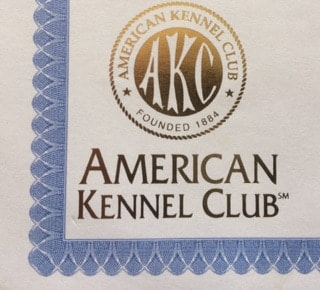 AMERICAN KENNEL CLUB
AKC
FOUNDED 1884
AMERICAN
KENNEL CLUB℠